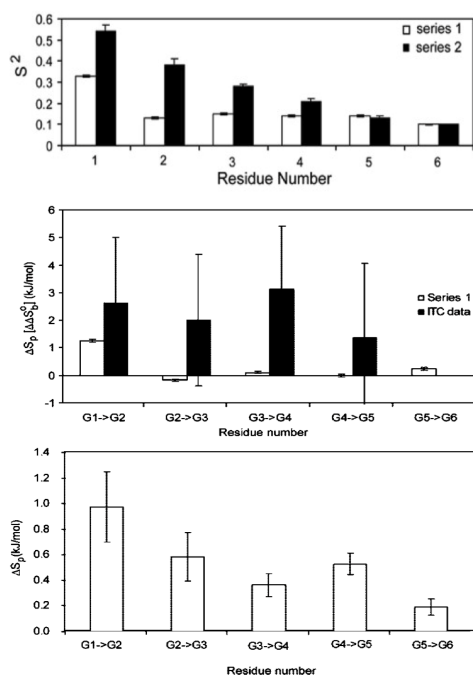 S²
0.6
0.5
0.4
0.3
0.2
0.1
0
series 1
series 2
1 2 3 4 5 6
Residue Number
ΔSₚ [ΔΔS⁰b] (kJ/mol)
6
5
4
3
2
1
0
-1
Series 1
ITC data
G1->G2 G2->G3 G3->G4 G4->G5 G5->G6
Residue number
ΔSₚ(kJ/mol)
1.4
1.2
1.0
0.8
0.6
0.4
0.2
0.0
G1->G2 G2->G3 G3->G4 G4->G5 G5->G6
Residue number